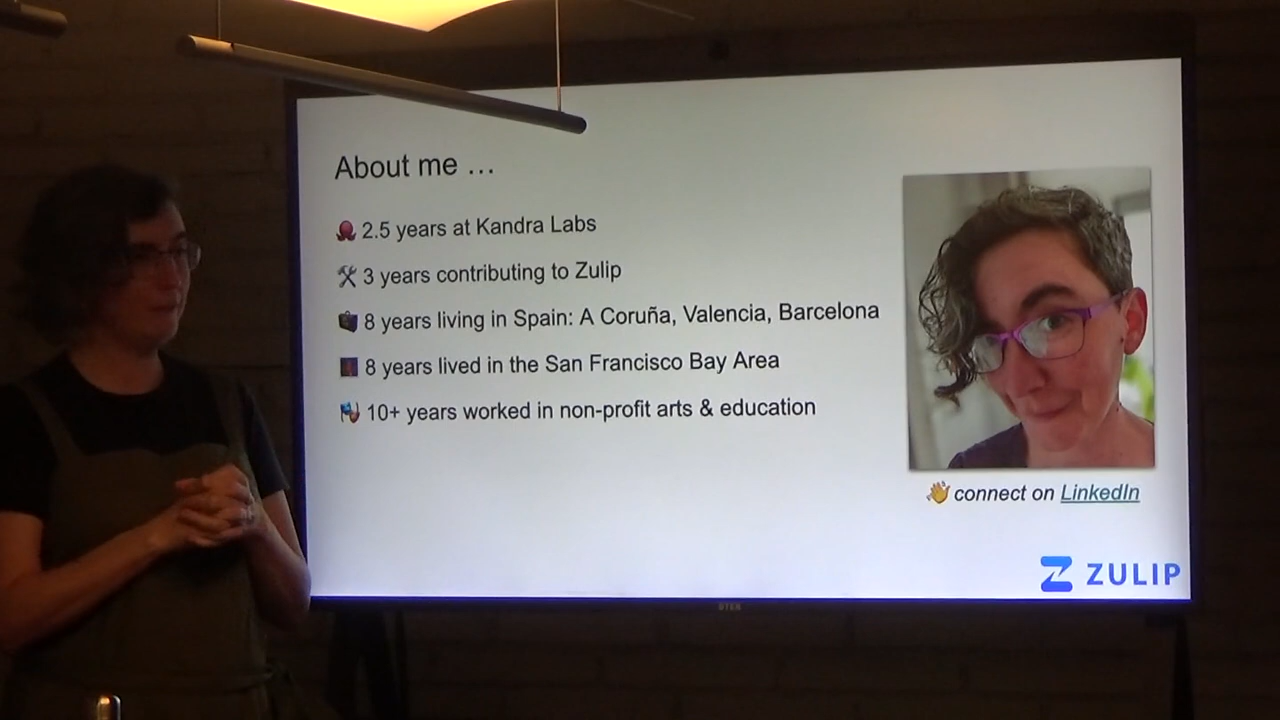 About me …
2.5 years at Kandra Labs
3 years contributing to Zulip
8 years living in Spain: A Coruña, Valencia, Barcelona
8 years lived in the San Francisco Bay Area
10+ years worked in non-profit arts & education
connect on LinkedIn
ZULIP
DTEN